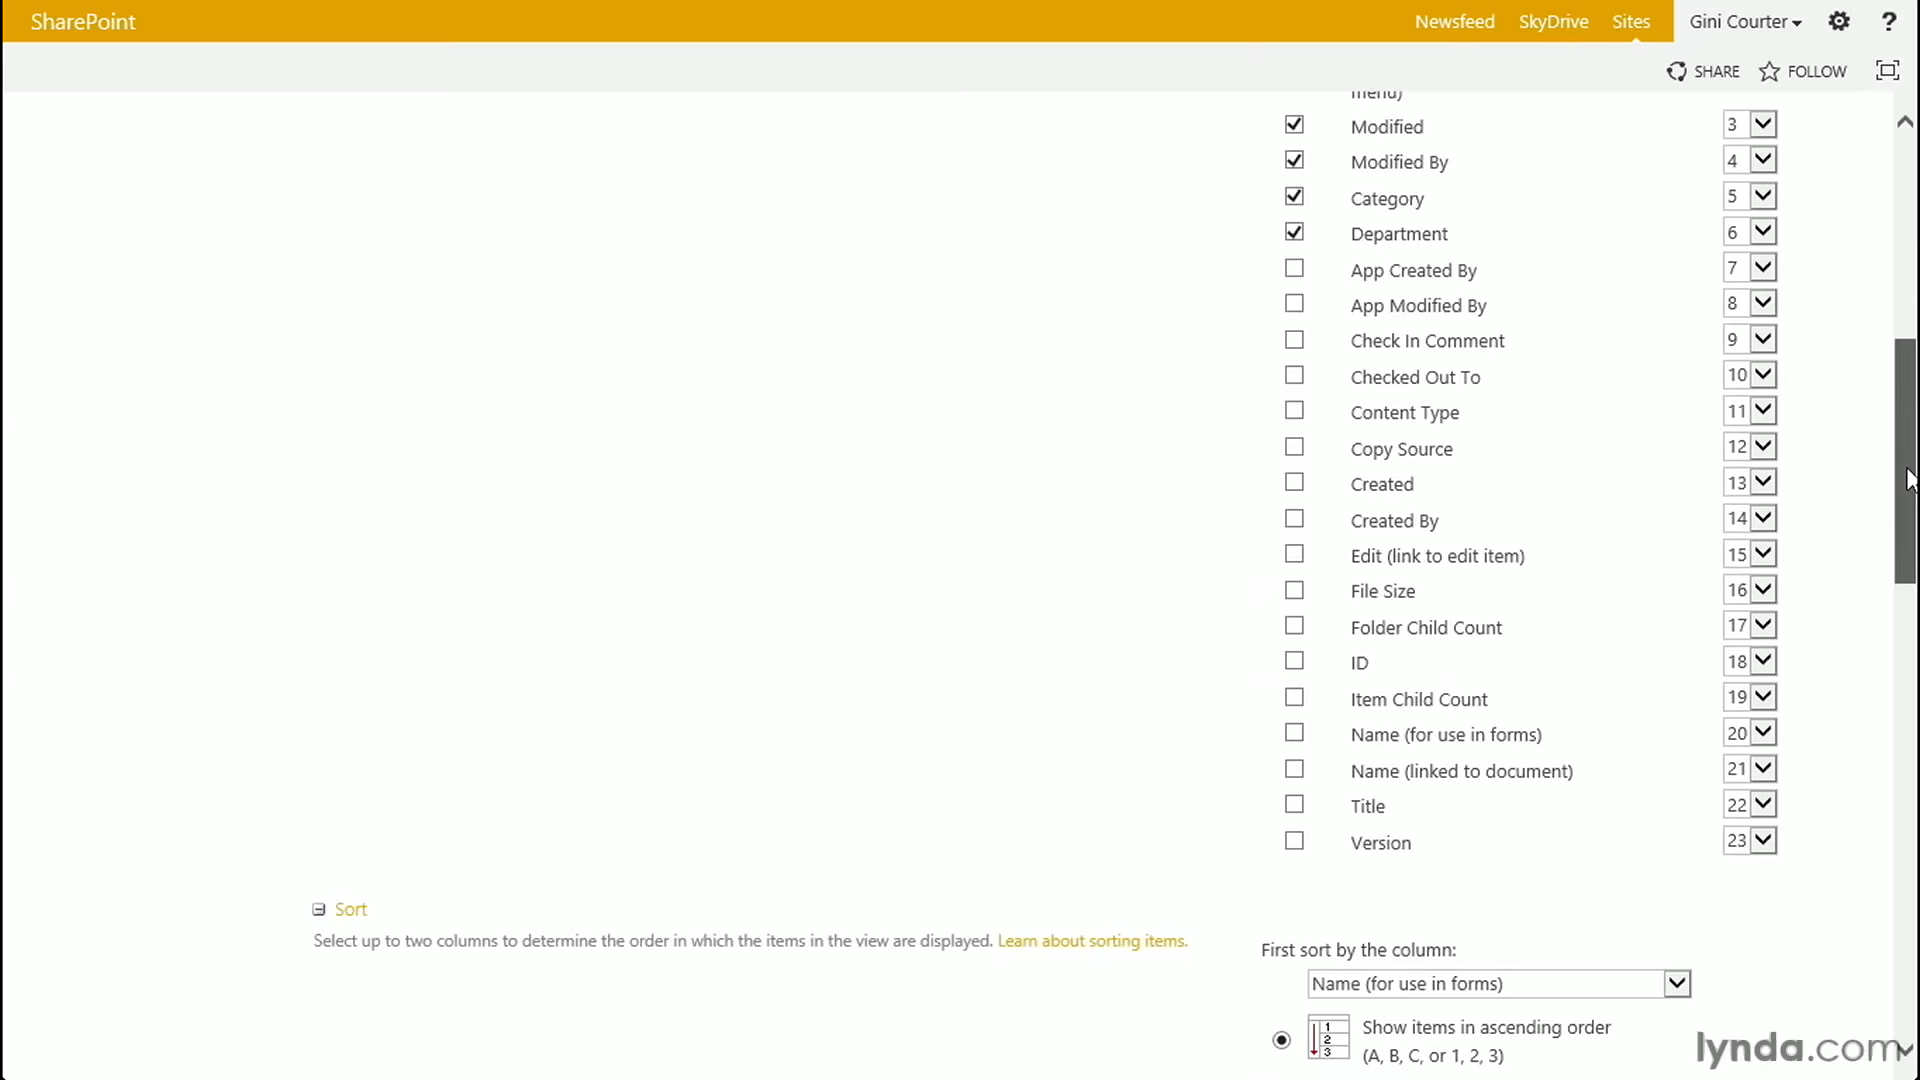 SharePoint
Newsfeed SkyDrive Sites Gini Courter ?
SHARE FOLLOW
menu)
Modified 3
Modified By 4
Category 5
Department 6
App Created By 7
App Modified By 8
Check In Comment 9
Checked Out To 10
Content Type 11
Copy Source 12
Created 13
Created By 14
Edit (link to edit item) 15
File Size 16
Folder Child Count 17
ID 18
Item Child Count 19
Name (for use in forms) 20
Name (linked to document) 21
Title 22
Version 23
Sort
Select up to two columns to determine the order in which the items in the view are displayed. Learn about sorting items.
First sort by the column:
Name (for use in forms)
1
2
3
Show items in ascending order
(A, B, C, or 1, 2, 3)
lynda.com